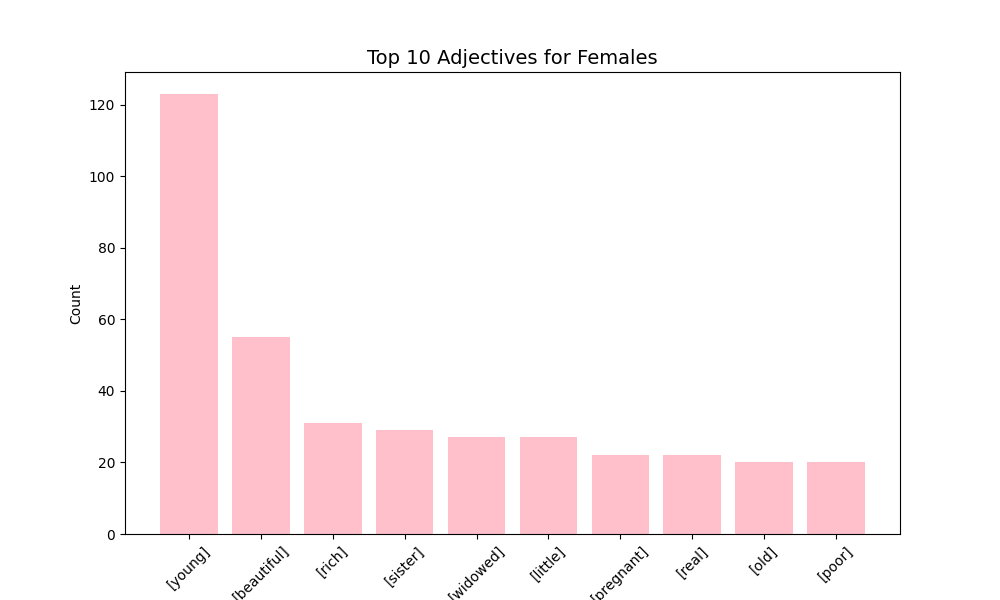 Top 10 Adjectives for Females
Count
120
100
80
60
40
20
0
[young]
[beautiful]
[rich]
[sister]
[widowed]
[little]
[pregnant]
[real]
[old]
[poor]